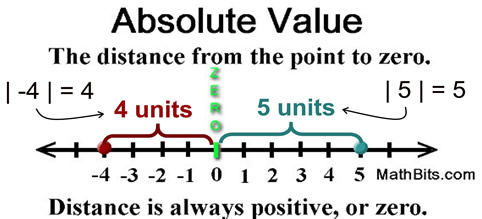 Absolute Value
The distance from the point to zero.
| -4 | = 4
ZERO
| 5 | = 5
4 units
5 units
-4 -3 -2 -1 0 1 2 3 4 5
MathBits.com
Distance is always positive, or zero.